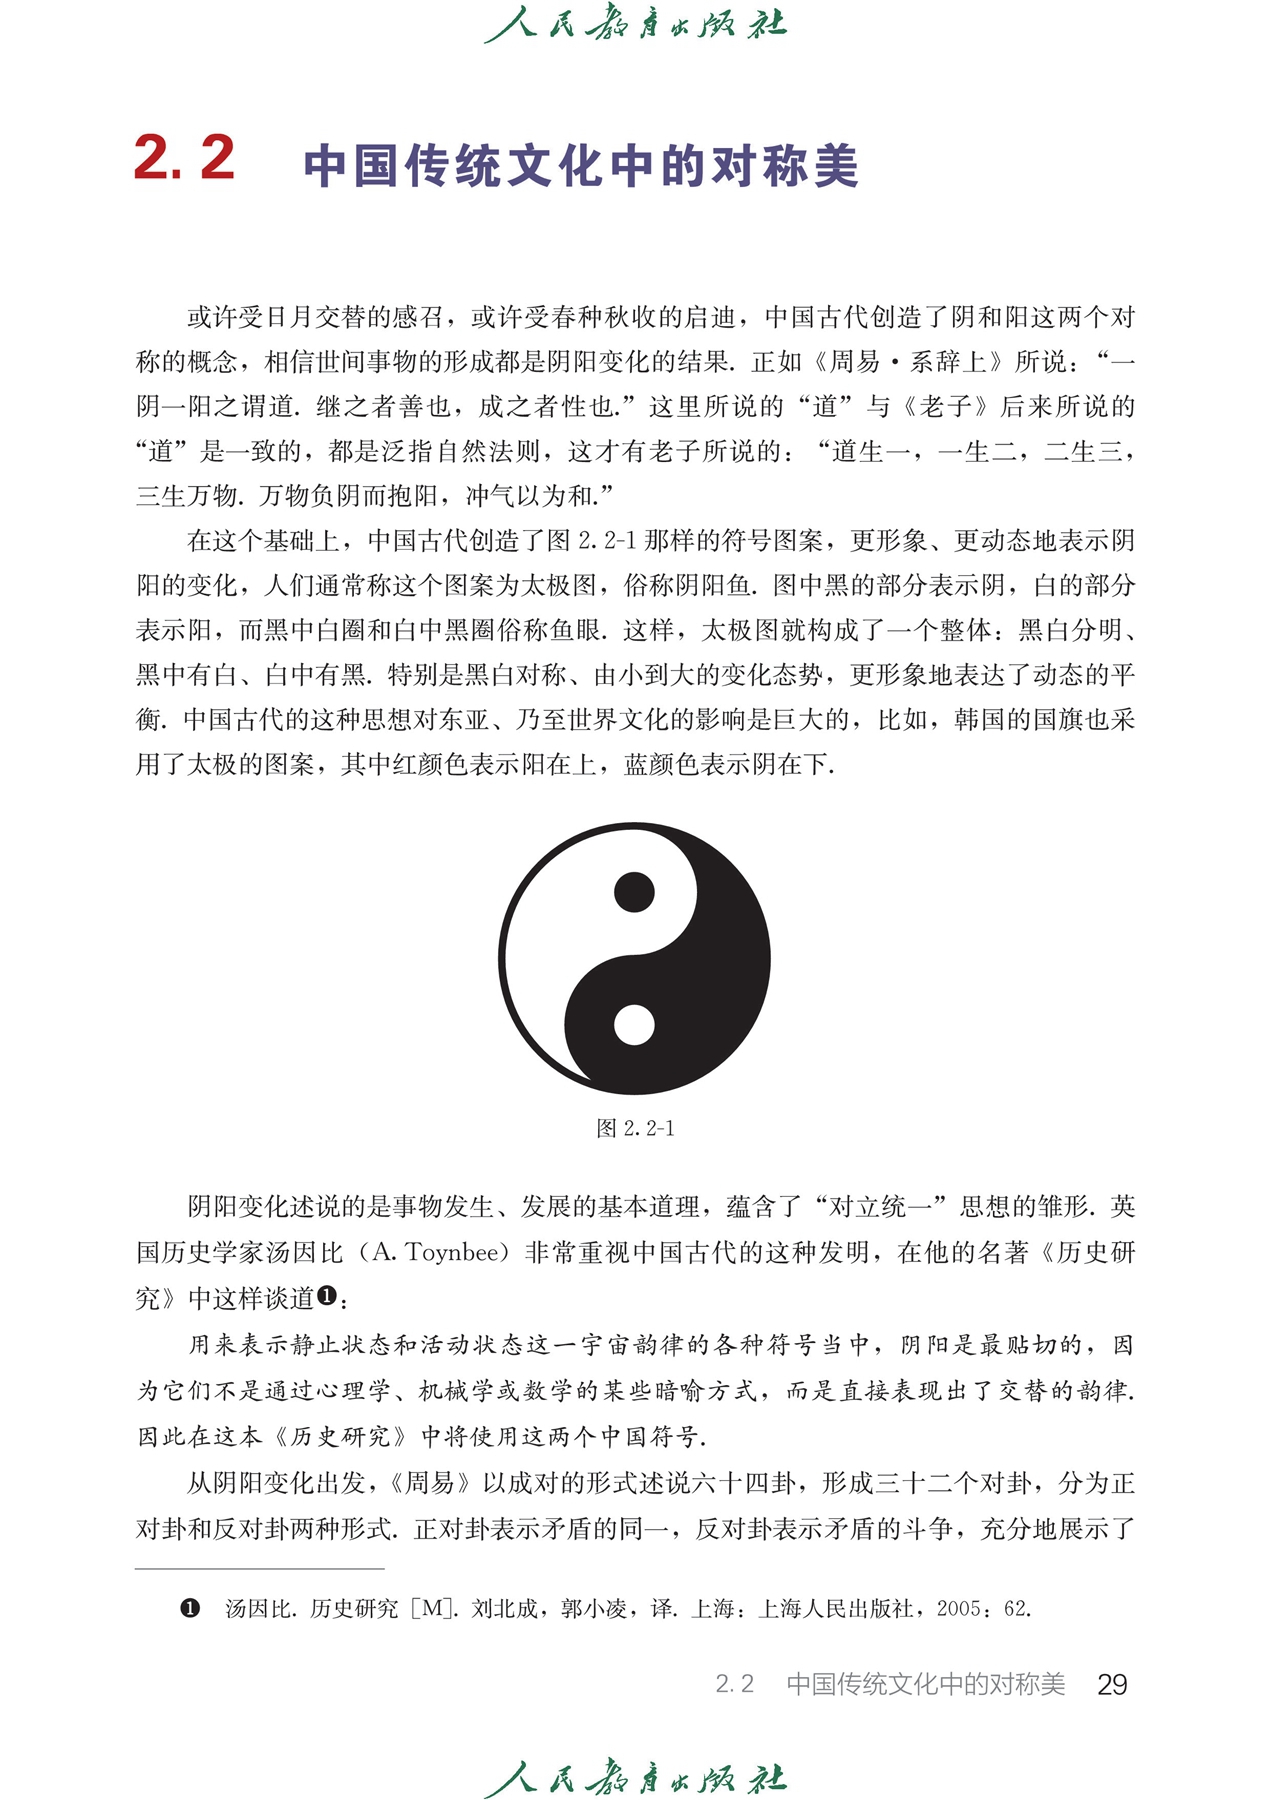 人民教育出版社
2.2 中国传统文化中的对称美
或许受日月交替的感召，或许受春种秋收的启迪，中国古代创造了阴和阳这两个对
称的概念，相信世间事物的形成都是阴阳变化的结果. 正如《周易·系辞上》所说：“一
阴一阳之谓道. 继之者善也，成之者性也.”这里所说的“道”与《老子》后来所说的
“道”是一致的，都是泛指自然法则，这才有老子所说的：“道生一，一生二，二生三，
三生万物. 万物负阴而抱阳，冲气以为和.”
在这个基础上，中国古代创造了图 2.2-1 那样的符号图案，更形象、更动态地表示阴
阳的变化，人们通常称这个图案为太极图，俗称阴阳鱼. 图中黑的部分表示阴，白的部分
表示阳，而黑中白圈和白中黑圈俗称鱼眼. 这样，太极图就构成了一个整体：黑白分明、
黑中有白、白中有黑. 特别是黑白对称、由小到大的变化态势，更形象地表达了动态的平
衡. 中国古代的这种思想对东亚、乃至世界文化的影响是巨大的，比如，韩国的国旗也采
用了太极的图案，其中红颜色表示阳在上，蓝颜色表示阴在下.
图 2.2-1
阴阳变化述说的是事物发生、发展的基本道理，蕴含了“对立统一”思想的雏形. 英
国历史学家汤因比（A. Toynbee）非常重视中国古代的这种发明，在他的名著《历史研
究》中这样谈道❶：
用来表示静止状态和活动状态这一宇宙韵律的各种符号当中，阴阳是最贴切的，因
为它们不是通过心理学、机械学或数学的某些暗喻方式，而是直接表现出了交替的韵律.
因此在这本《历史研究》中将使用这两个中国符号.
从阴阳变化出发，《周易》以成对的形式述说六十四卦，形成三十二个对卦，分为正
对卦和反对卦两种形式. 正对卦表示矛盾的同一，反对卦表示矛盾的斗争，充分地展示了
❶ 汤因比. 历史研究［M］. 刘北成，郭小凌，译. 上海：上海人民出版社，2005：62.
2.2 中国传统文化中的对称美 29
人民教育出版社